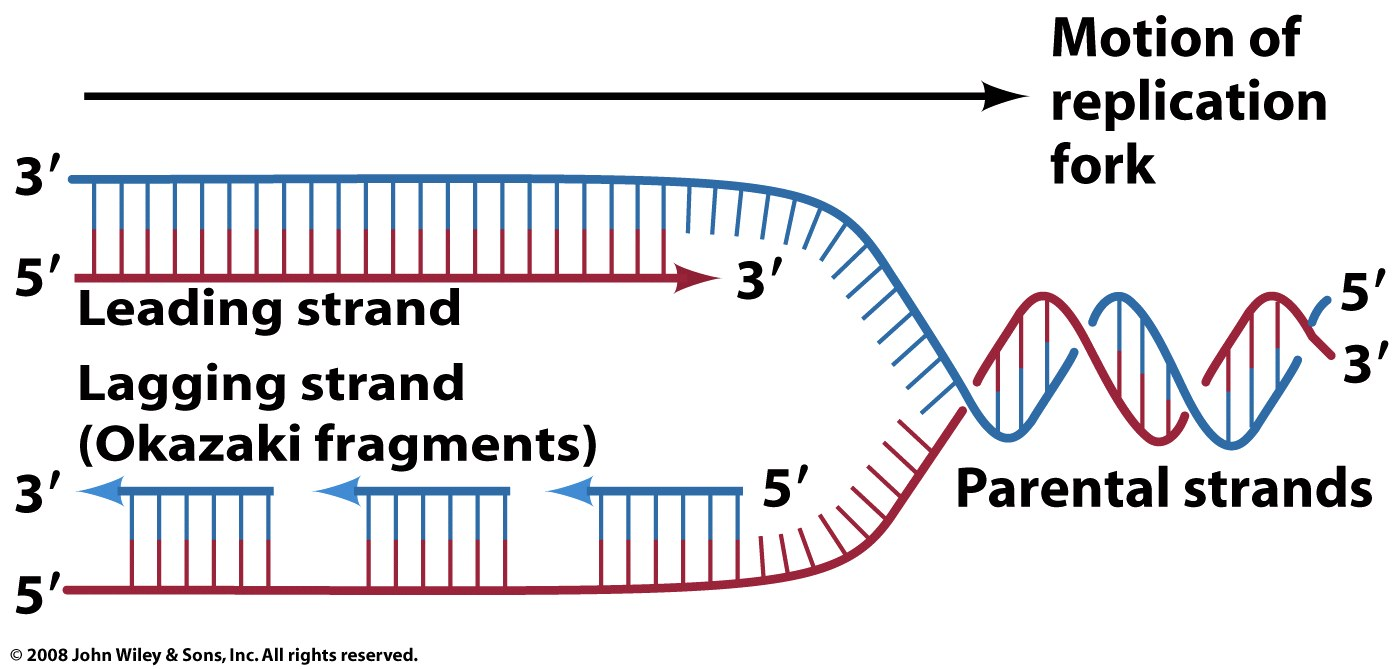 Motion of
replication
fork
3′
5′
3′
Leading strand
5′
3′
Lagging strand
(Okazaki fragments)
3′
5′
Parental strands
5′
© 2008 John Wiley & Sons, Inc. All rights reserved.